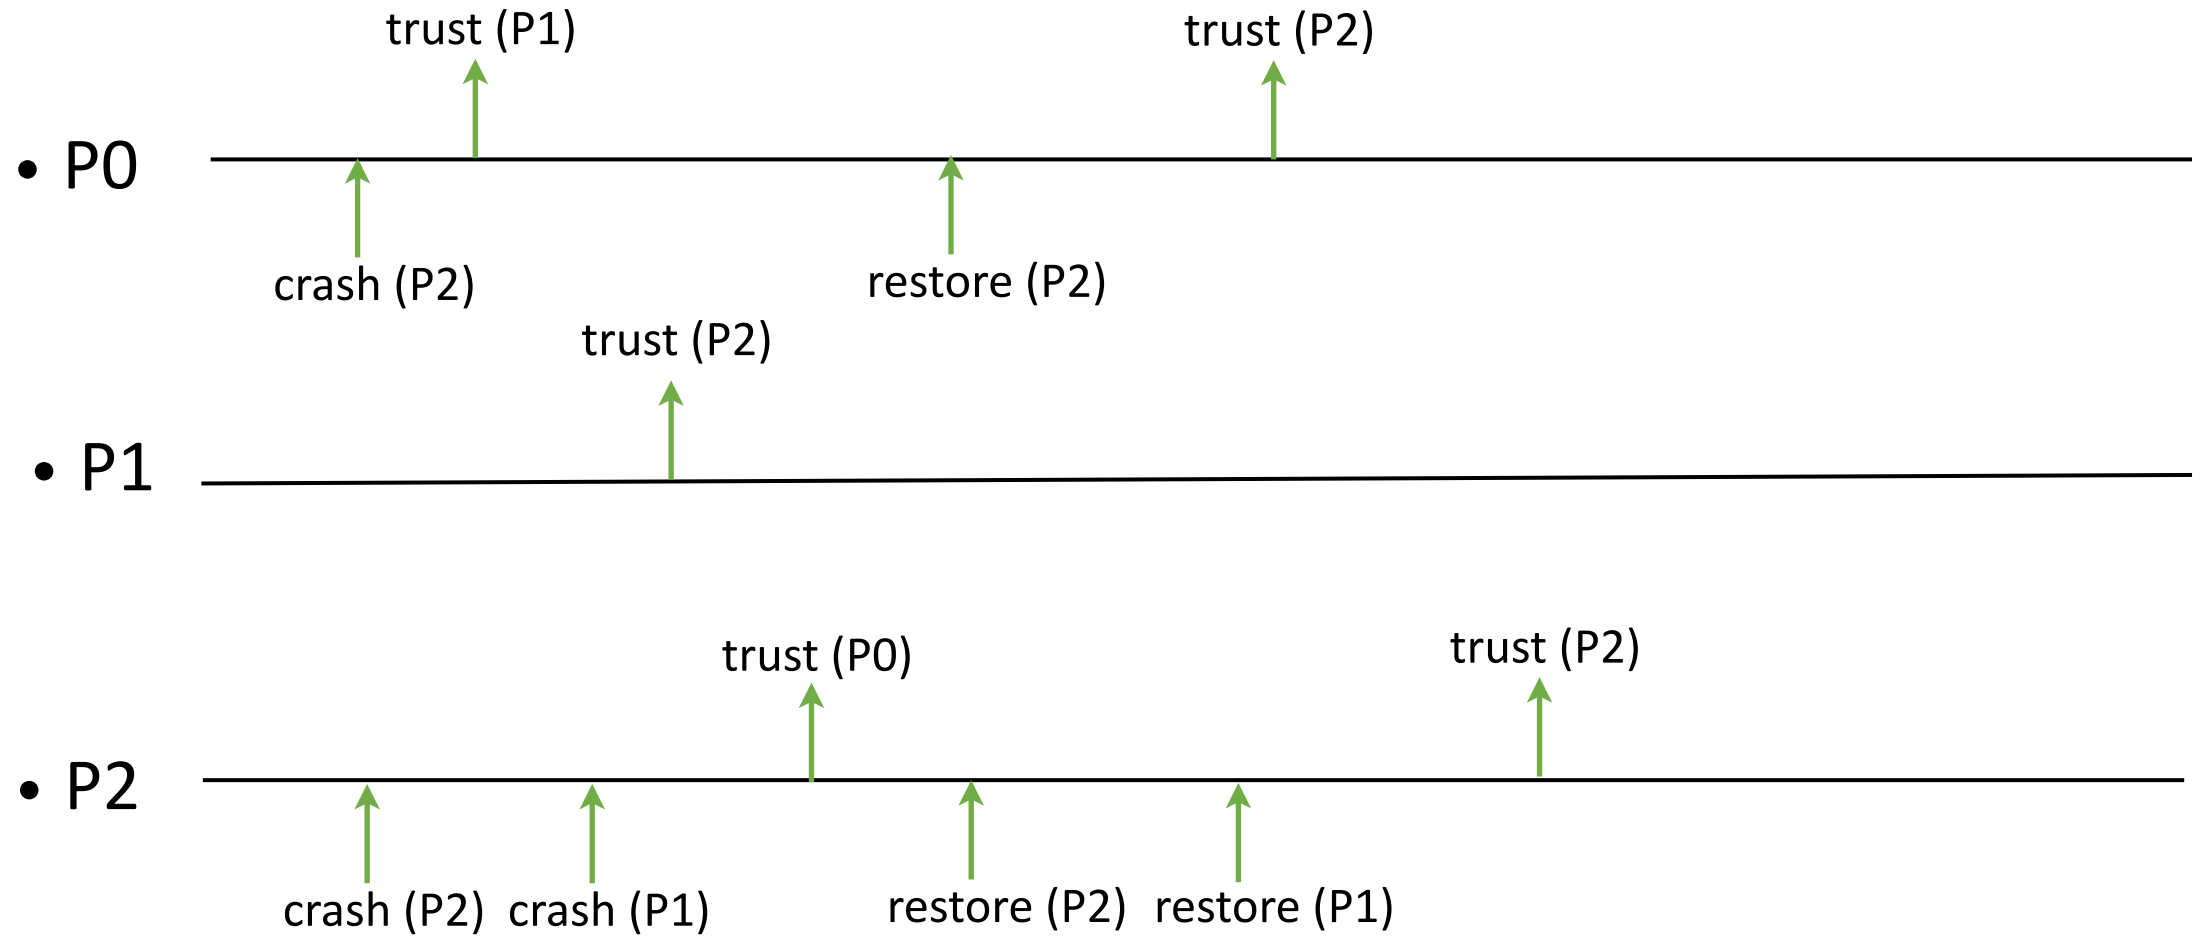 trust (P1)
trust (P2)
• P0
crash (P2)
restore (P2)
trust (P2)
• P1
trust (P0)
trust (P2)
• P2
crash (P2)
crash (P1)
restore (P2)
restore (P1)